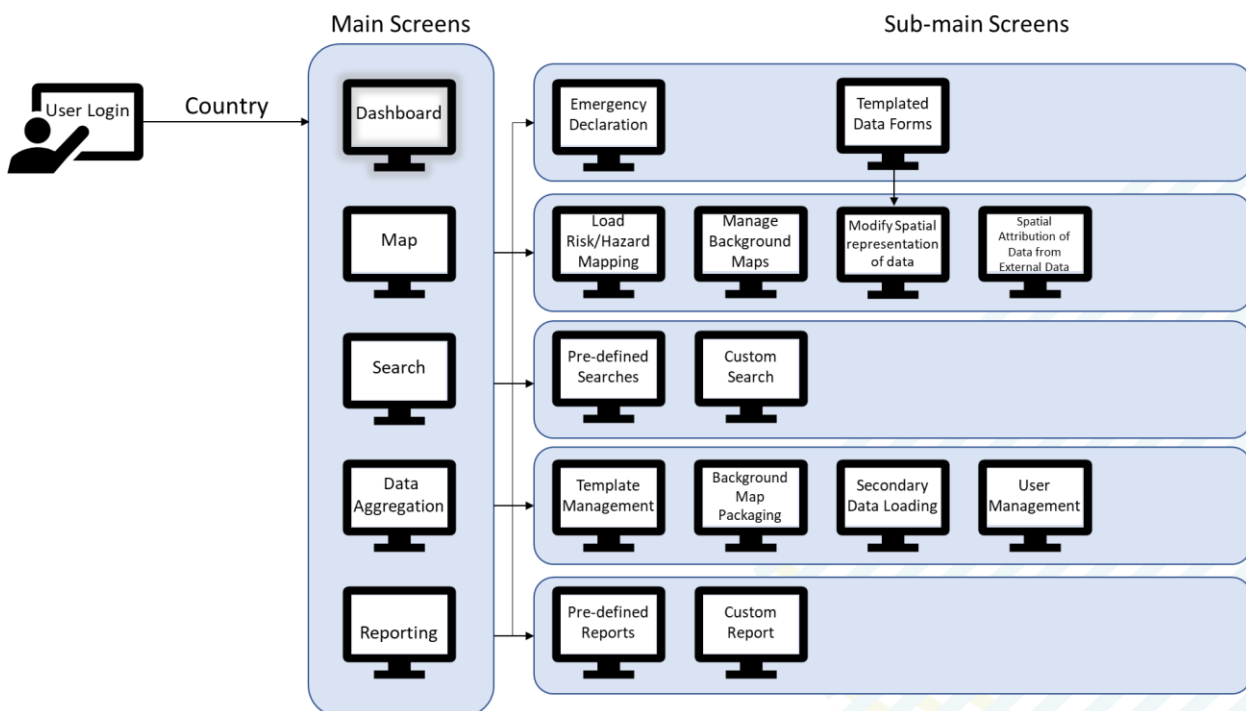 Main Screens
Sub-main Screens
User Login
Country
Dashboard
Emergency
Declaration
Templated
Data Forms
Map
Load
Risk/Hazard
Mapping
Manage
Background
Maps
Modify Spatial
representation
of data
Spatial
Attribution of
Data from
External Data
Search
Pre-defined
Searches
Custom
Search
Data
Aggregation
Template
Management
Background
Map
Packaging
Secondary
Data Loading
User
Management
Reporting
Pre-defined
Reports
Custom
Report